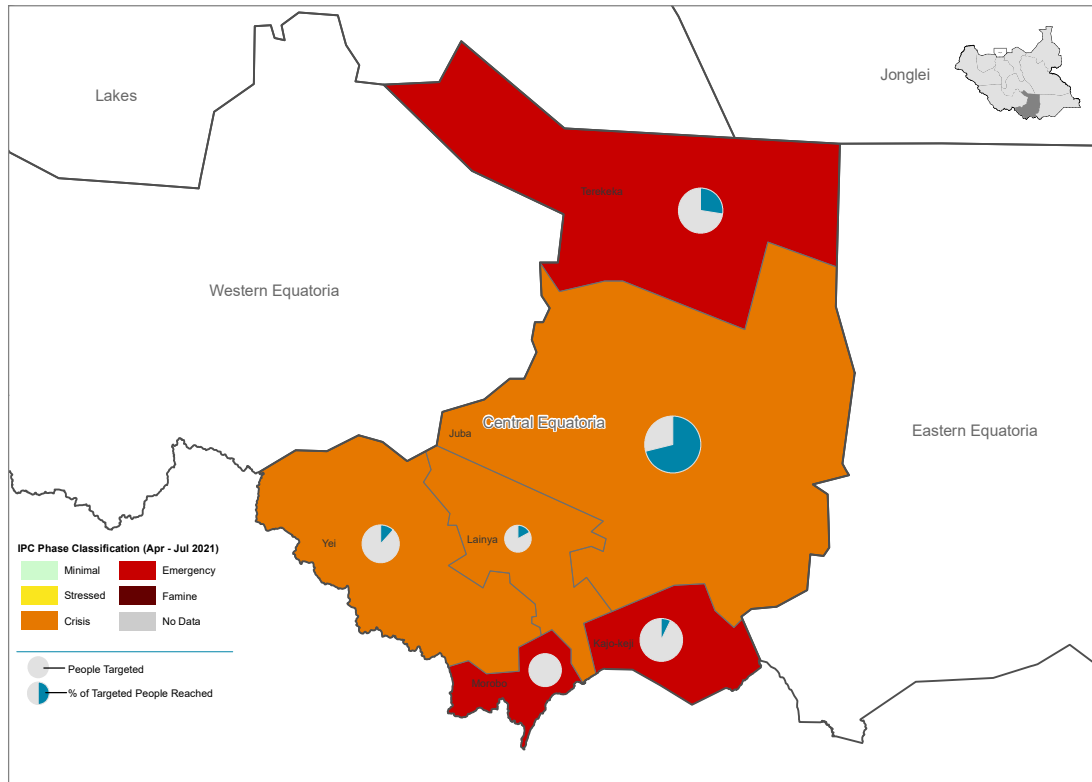 Lakes
Jonglei
Terekeka
Western Equatoria
Central Equatoria
Juba
Eastern Equatoria
Yei
Lainya
Kajo-keji
Morobo
IPC Phase Classification (Apr - Jul 2021)
Minimal
Emergency
Stressed
Famine
Crisis
No Data
People Targeted
% of Targeted People Reached